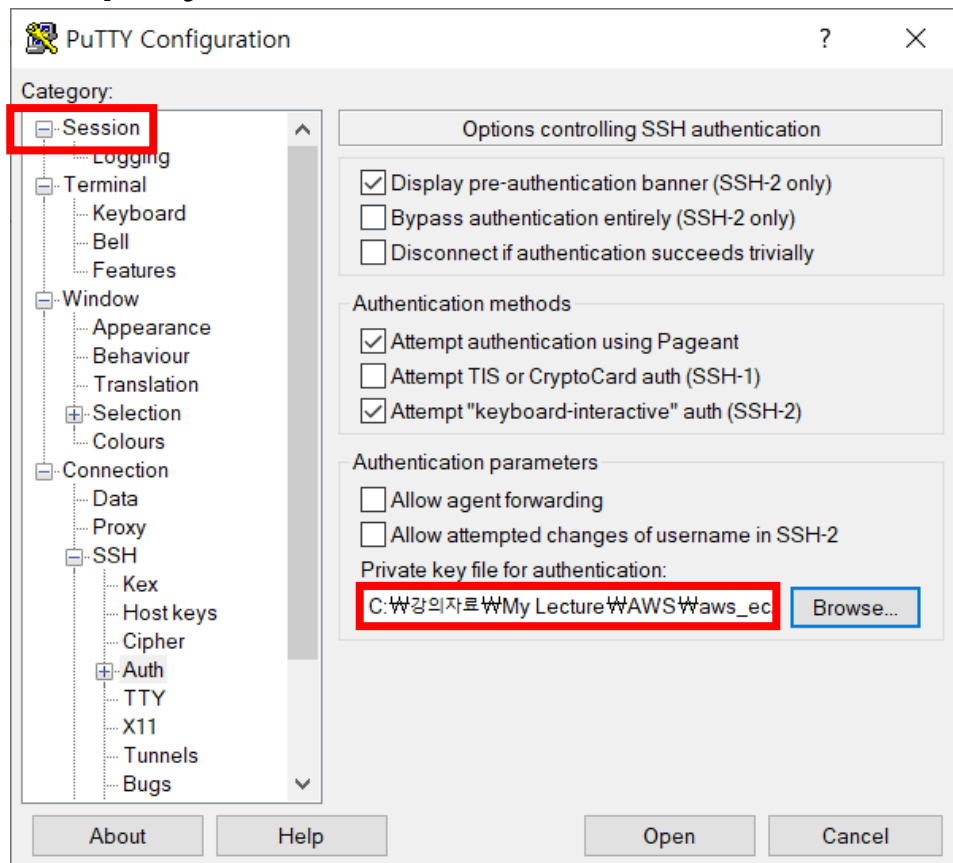 PuTTY Configuration
?
Category:
Session
Logging
Terminal
Keyboard
Bell
Features
Window
Appearance
Behaviour
Translation
Selection
Colours
Connection
Data
Proxy
SSH
Kex
Host keys
Cipher
Auth
TTY
X11
Tunnels
Bugs
Options controlling SSH authentication
Display pre-authentication banner (SSH-2 only)
Bypass authentication entirely (SSH-2 only)
Disconnect if authentication succeeds trivially
Authentication methods
Attempt authentication using Pageant
Attempt TIS or CryptoCard auth (SSH-1)
Attempt "keyboard-interactive" auth (SSH-2)
Authentication parameters
Allow agent forwarding
Allow attempted changes of username in SSH-2
Private key file for authentication:
C:₩강의자료₩My Lecture₩AWS₩aws_ec
Browse...
About
Help
Open
Cancel